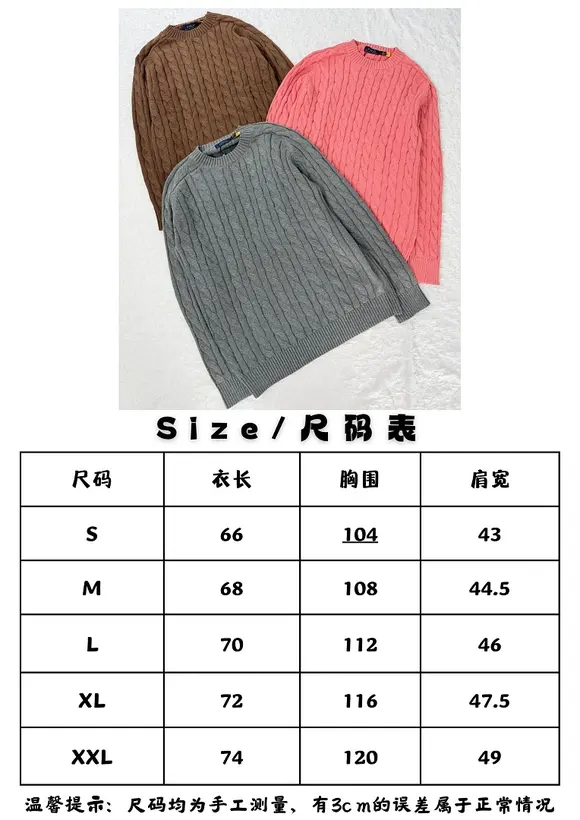 Size/尺码表
尺码 衣长 胸围 肩宽
S 66 104 43
M 68 108 44.5
L 70 112 46
XL 72 116 47.5
XXL 74 120 49
温馨提示：尺码均为手工测量、有3cm的误差属于正常情况